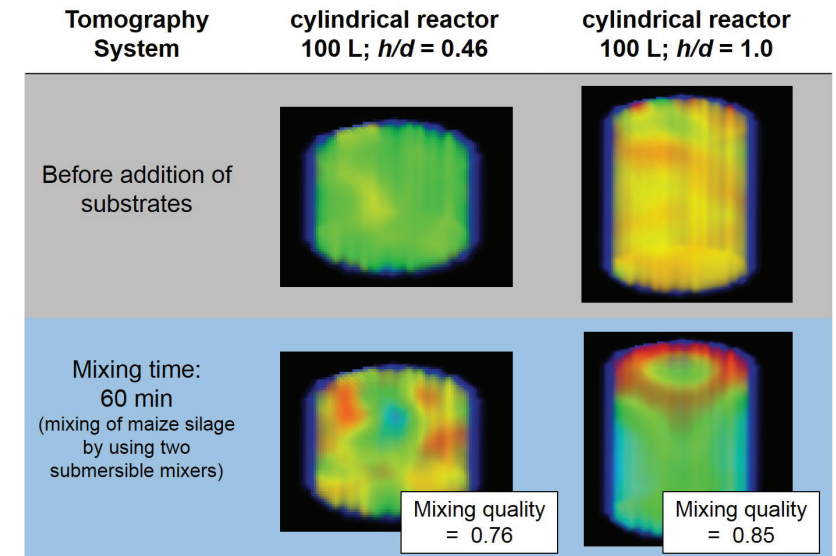 Tomography
System
cylindrical reactor
100 L; h/d = 0.46
cylindrical reactor
100 L; h/d = 1.0
Before addition of
substrates
Mixing time:
60 min
(mixing of maize silage
by using two
submersible mixers)
Mixing quality
= 0.76
Mixing quality
= 0.85